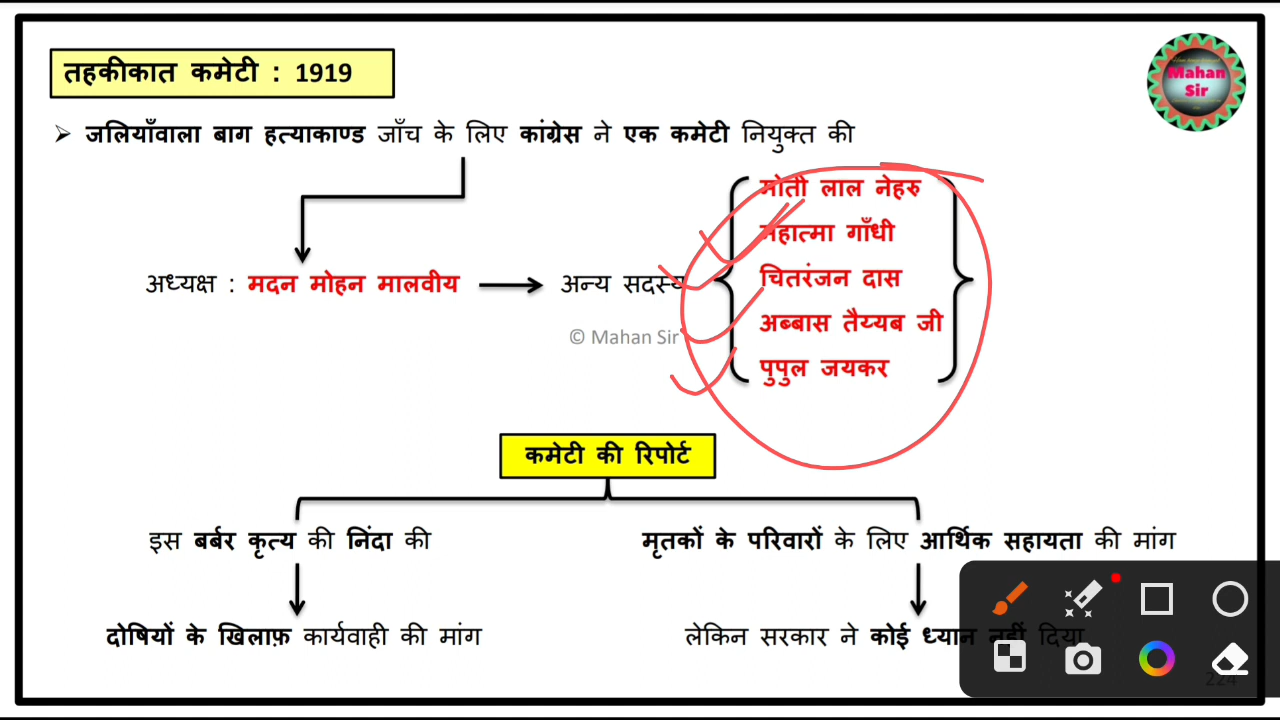 तहकीकात कमेटी : 1919
Mahan
Sir
जलियाँवाला बाग हत्याकाण्ड जाँच के लिए कांग्रेस ने एक कमेटी नियुक्त की
मोती लाल नेहरु
महात्मा गाँधी
अध्यक्ष : मदन मोहन मालवीय
अन्य सदस्य
चितरंजन दास
अब्बास तैय्यब जी
© Mahan Sir
पुपुल जयकर
कमेटी की रिपोर्ट
इस बर्बर कृत्य की निंदा की
मृतकों के परिवारों के लिए आर्थिक सहायता की मांग
दोषियों के खिलाफ़ कार्यवाही की मांग
लेकिन सरकार ने कोई ध्यान नहीं दिया